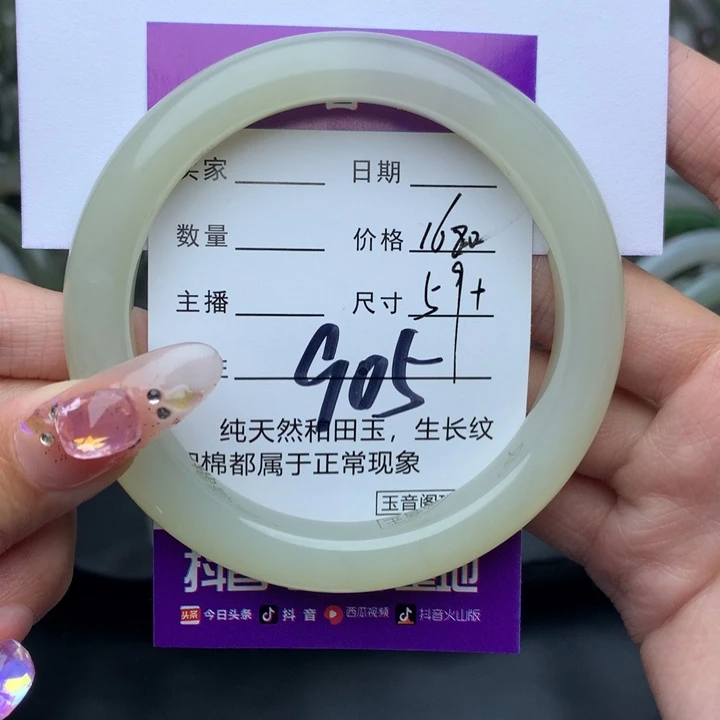 家 日期
数量 价格 1680
主播 尺寸 59+
905
纯天然和田玉，生长纹
棉都属于正常现象
玉音阁
抖音
头条 今日头条 抖音 西瓜视频 抖音火山版